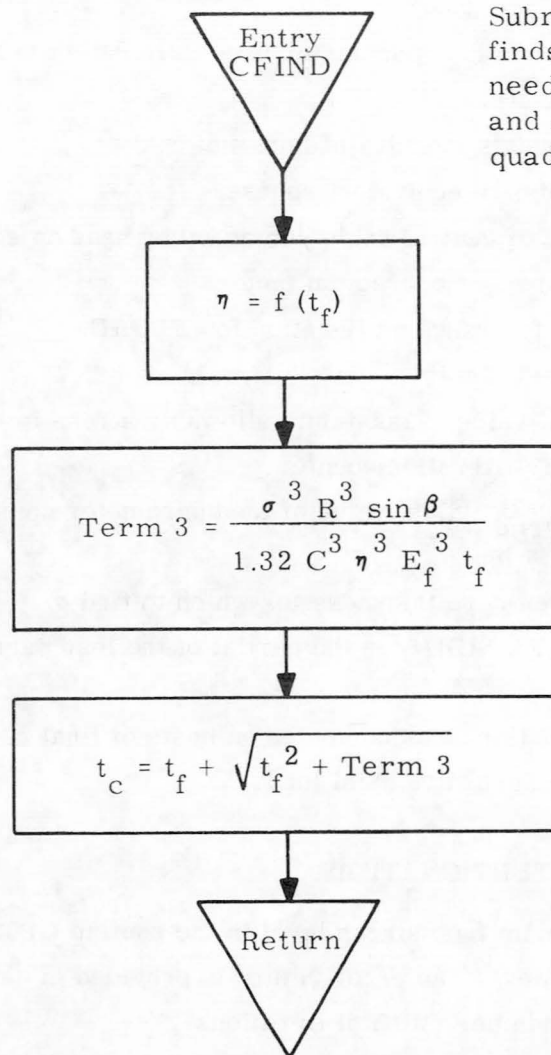 Entry
CFIND
Subr
finds
need
and
quad
η = f (t_f)
Term 3 = σ^3 R^3 sin β / 1.32 C^3 η^3 E_f^3 t_f
t_c = t_f + √(t_f^2 + Term 3)
Return